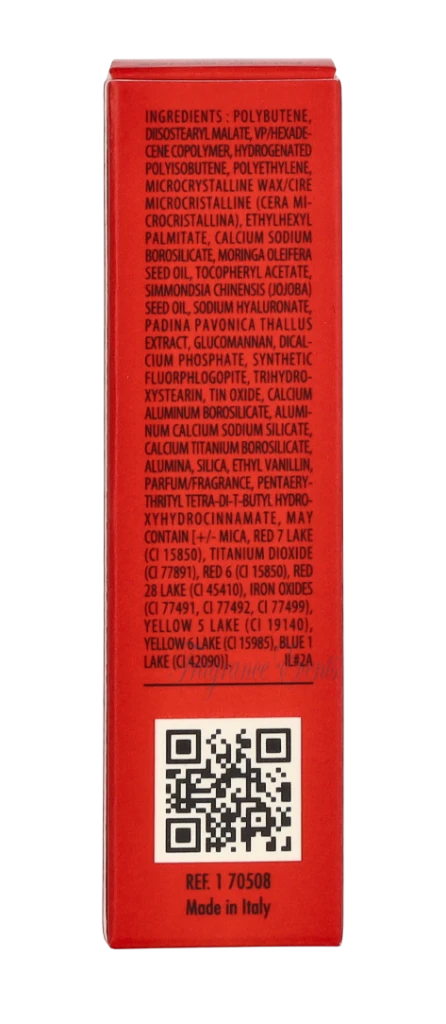 INGREDIENTS : POLYBUTENE,
DIISOSTEARYL MALATE, VP/HEXADE-
CENE COPOLYMER, HYDROGENATED
POLYISOBUTENE, POLYETHYLENE,
MICROCRYSTALLINE WAX/CIRE
MICROCRISTALLINE (CERA MI-
CROCRISTALLINA), ETHYLHEXYL
PALMITATE, CALCIUM SODIUM
BOROSILICATE, MORINGA OLEIFERA
SEED OIL, TOCOPHERYL ACETATE,
SIMMONDSIA CHINENSIS (JOJOBA)
SEED OIL, SODIUM HYALURONATE,
PADINA PAVONICA THALLUS
EXTRACT, GLUCOMANNAN, DICAL-
CIUM PHOSPHATE, SYNTHETIC
FLUORPHLOGOPITE, TRIHYDRO-
XYSTEARIN, TIN OXIDE, CALCIUM
ALUMINUM BOROSILICATE, ALUMI-
NUM CALCIUM SODIUM SILICATE,
CALCIUM TITANIUM BOROSILICATE,
ALUMINA, SILICA, ETHYL VANILLIN,
PARFUM/FRAGRANCE, PENTAERY-
THRITYL TETRA-DI-T-BUTYL HYDRO-
XYHYDROCINNAMATE, MAY
CONTAIN [+/- MICA, RED 7 LAKE
(CI 15850), TITANIUM DIOXIDE
(CI 77891), RED 6 (CI 15850), RED
28 LAKE (CI 45410), IRON OXIDES
(CI 77491, CI 77492, CI 77499),
YELLOW 5 LAKE (CI 19140),
YELLOW 6 LAKE (CI 15985), BLUE 1
LAKE (CI 42090)]. IL#2A
Fragrance
REF. 1 70508
Made in Italy